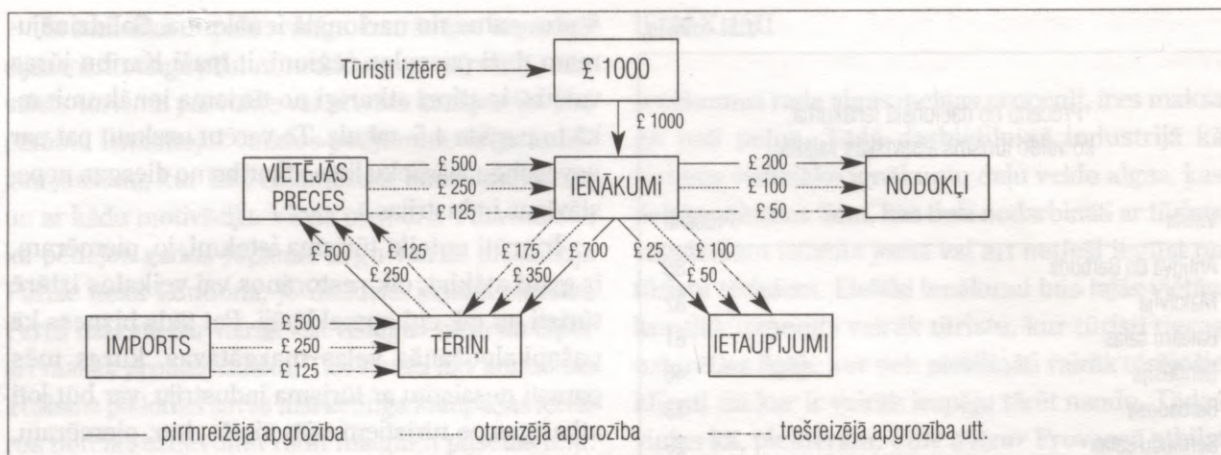 £ 1000
Tūristi iztērē
£ 1000
VIETĒJĀS
PRECES
£ 500
£ 250
£ 125
IENĀKUMI
£ 200
£ 100
£ 50
NODOKĻI
£ 500
£ 250
£ 125
£ 175
£ 350
£ 700
£ 25
£ 50
£ 100
IMPORTS
£ 500
£ 250
£ 125
TĒRIŅI
IETAUPĪJUMI
pirmreizējā apgrozība
otrreizējā apgrozība
trešreizējā apgrozība utt.